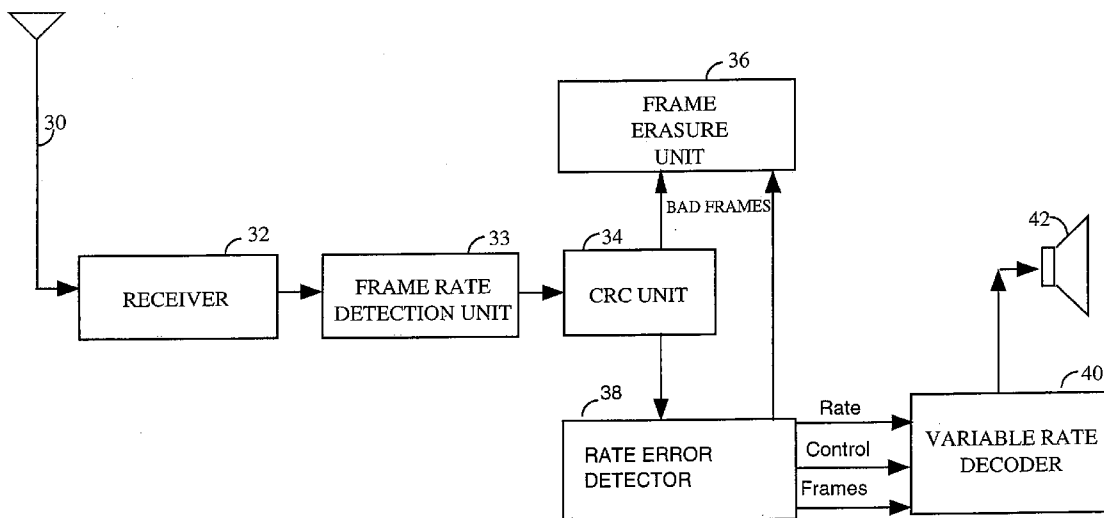 30
36
FRAME
ERASURE
UNIT
BAD FRAMES
42
32
RECEIVER
33
FRAME RATE
DETECTION UNIT
34
CRC UNIT
38
RATE ERROR
DETECTOR
Rate
Control
Frames
40
VARIABLE RATE
DECODER